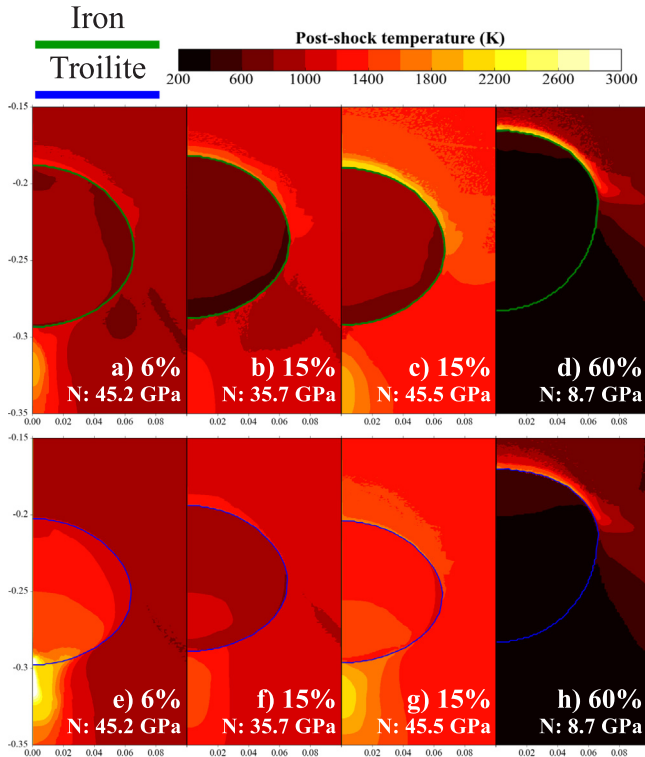 Iron
Troilite
Post-shock temperature (K)
200 600 1000 1400 1800 2200 2600 3000
-0.15
-0.2
-0.25
-0.3
-0.35
a) 6%
N: 45.2 GPa
b) 15%
N: 35.7 GPa
c) 15%
N: 45.5 GPa
d) 60%
N: 8.7 GPa
0.00 0.02 0.04 0.06 0.08 0.02 0.04 0.06 0.08 0.02 0.04 0.06 0.08 0.02 0.04 0.06 0.08
-0.15
-0.2
-0.25
-0.3
-0.35
e) 6%
N: 45.2 GPa
f) 15%
N: 35.7 GPa
g) 15%
N: 45.5 GPa
h) 60%
N: 8.7 GPa
0.00 0.02 0.04 0.06 0.08 0.02 0.04 0.06 0.08 0.02 0.04 0.06 0.08 0.02 0.04 0.06 0.08